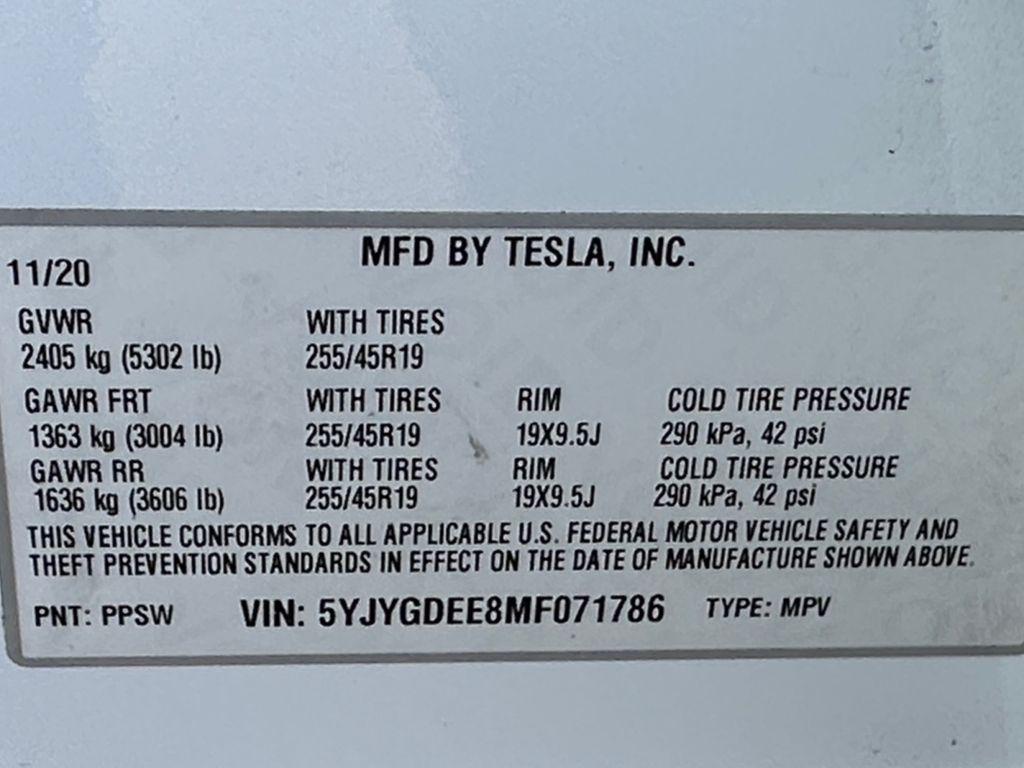 MFD BY TESLA, INC.
11/20
GVWR WITH TIRES
2405 kg (5302 lb) 255/45R19
GAWR FRT WITH TIRES RIM COLD TIRE PRESSURE
1363 kg (3004 lb) 255/45R19 19X9.5J 290 kPa, 42 psi
GAWR RR WITH TIRES RIM COLD TIRE PRESSURE
1636 kg (3606 lb) 255/45R19 19X9.5J 290 kPa, 42 psi
THIS VEHICLE CONFORMS TO ALL APPLICABLE U.S. FEDERAL MOTOR VEHICLE SAFETY AND
THEFT PREVENTION STANDARDS IN EFFECT ON THE DATE OF MANUFACTURE SHOWN ABOVE.
PNT: PPSW VIN: 5YJYGDEE8MF071786 TYPE: MPV